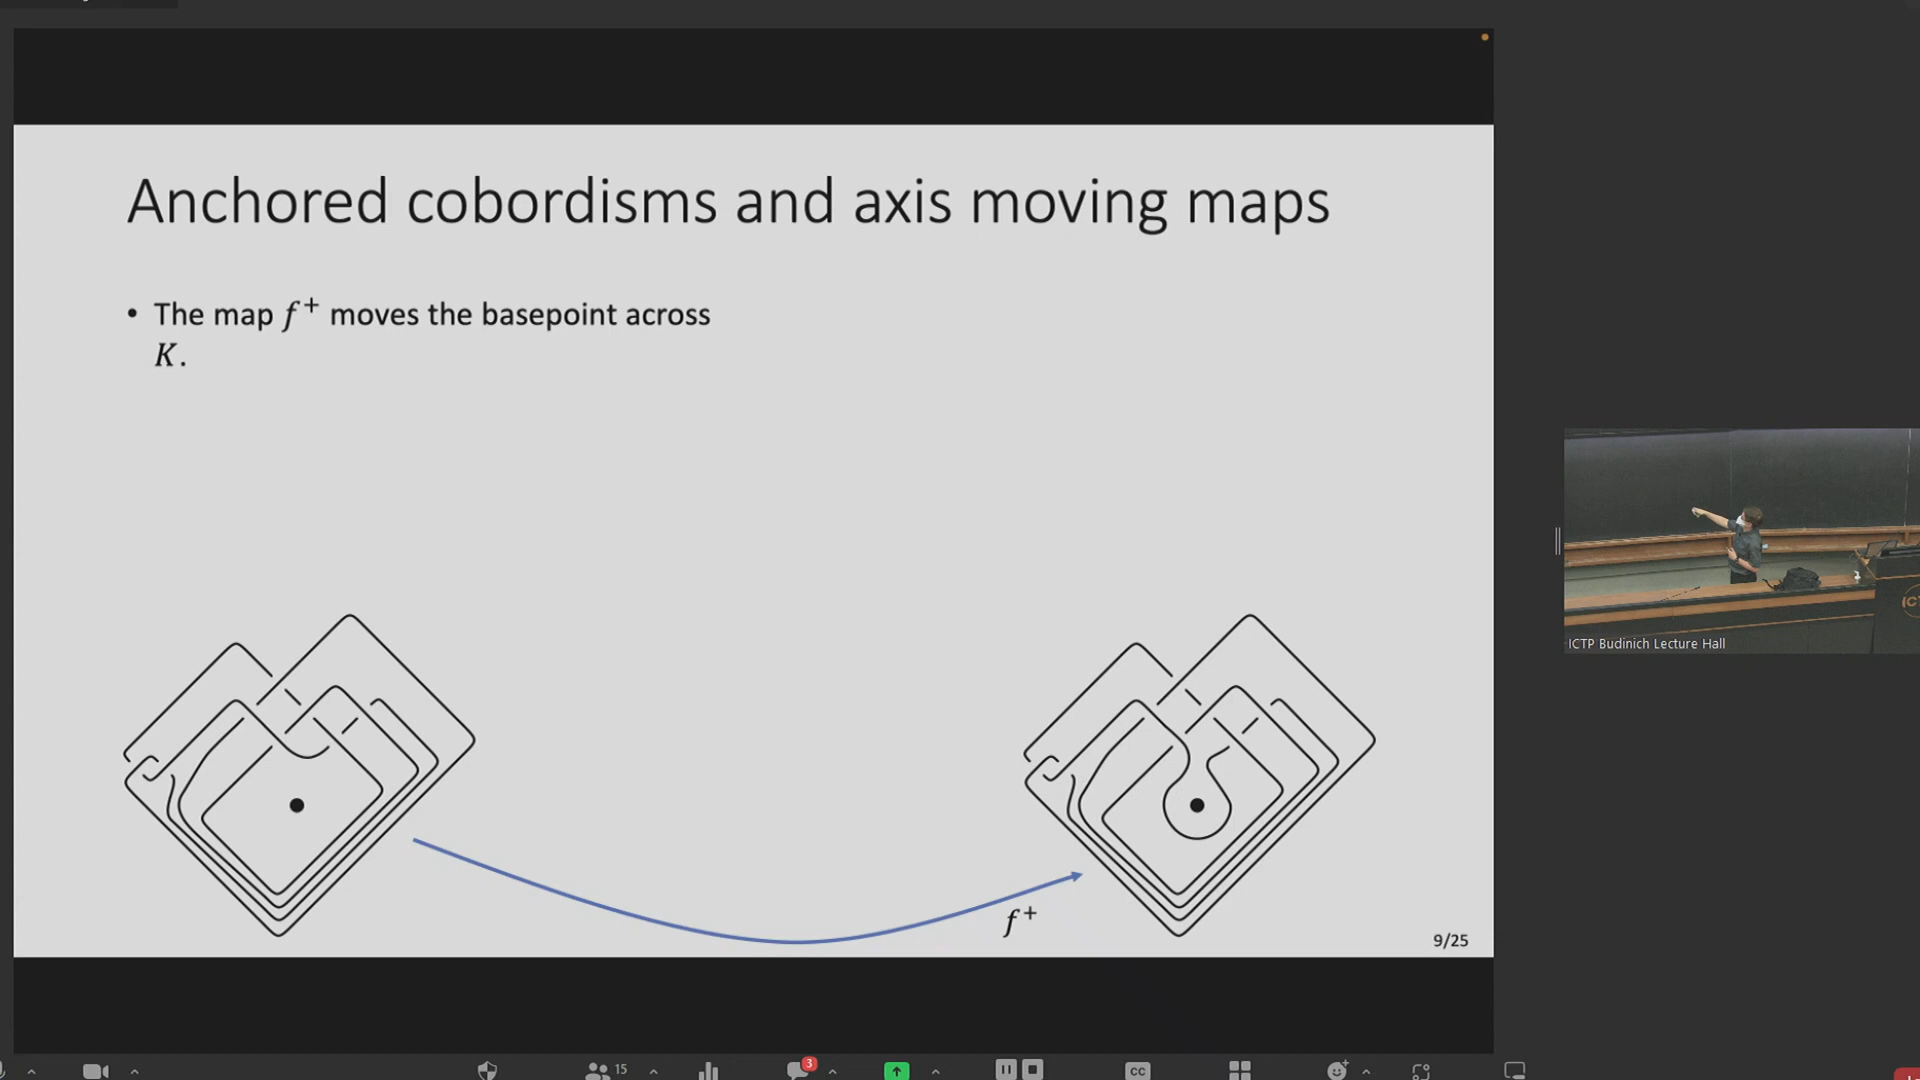 Anchored cobordisms and axis moving maps
• The map f⁺ moves the basepoint across
K.
f⁺
9/25
ICTP Budinich Lecture Hall
15
3
CC